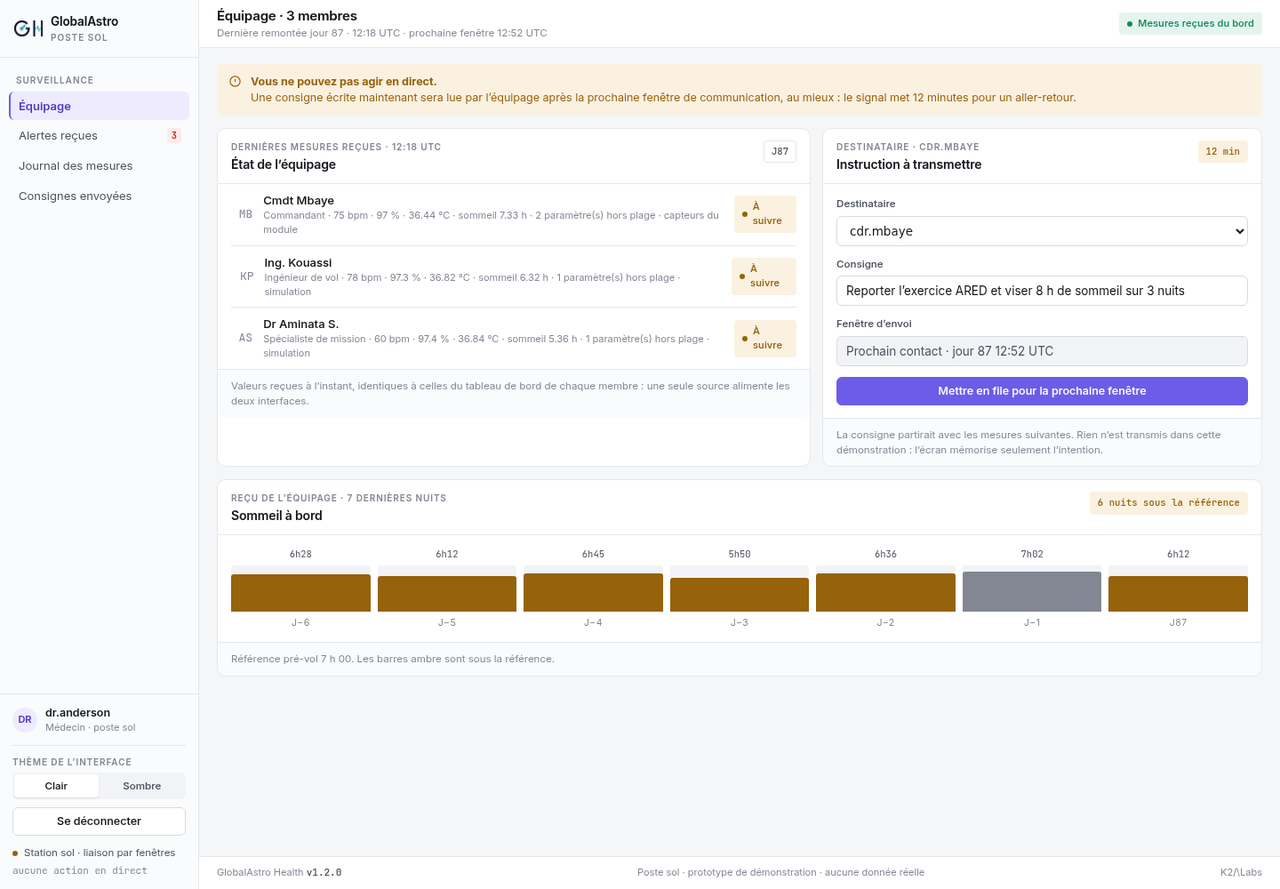 GH GlobalAstro
POSTE SOL
SURVEILLANCE
Équipage
Alertes reçues 3
Journal des mesures
Consignes envoyées
dr.anderson
DR
Médecin · poste sol
THÈME DE L'INTERFACE
Clair Sombre
Se déconnecter
Station sol · liaison par fenêtres
aucune action en direct
Équipage · 3 membres
Dernière remontée jour 87 · 12:18 UTC · prochaine fenêtre 12:52 UTC
Mesures reçues du bord
Vous ne pouvez pas agir en direct.
Une consigne écrite maintenant sera lue par l'équipage après la prochaine fenêtre de communication, au mieux : le signal met 12 minutes pour un aller-retour.
DERNIÈRES MESURES REÇUES · 12:18 UTC
État de l'équipage
J87
MB
Cmdt Mbaye
Commandant · 75 bpm · 97 % · 36.44 °C · sommeil 7.33 h · 2 paramètre(s) hors plage · capteurs du
module
À
suivre
KP
Ing. Kouassi
Ingénieur de vol · 78 bpm · 97.3 % · 36.82 °C · sommeil 6.32 h · 1 paramètre(s) hors plage ·
simulation
À
suivre
AS
Dr Aminata S.
Spécialiste de mission · 60 bpm · 97.4 % · 36.84 °C · sommeil 5.36 h · 1 paramètre(s) hors plage ·
simulation
À
suivre
Valeurs reçues à l'instant, identiques à celles du tableau de bord de chaque membre : une seule source alimente les
deux interfaces.
DESTINATAIRE · CDR.MBAYE
Instruction à transmettre
12 min
Destinataire
cdr.mbaye
Consigne
Reporter l'exercice ARED et viser 8 h de sommeil sur 3 nuits
Fenêtre d'envoi
Prochain contact · jour 87 12:52 UTC
Mettre en file pour la prochaine fenêtre
La consigne partirait avec les mesures suivantes. Rien n'est transmis dans cette
démonstration : l'écran mémorise seulement l'intention.
REÇU DE L'ÉQUIPAGE · 7 DERNIÈRES NUITS
Sommeil à bord
6 nuits sous la référence
6h28 6h12 6h45 5h50 6h36 7h02 6h12
J−6 J−5 J−4 J−3 J−2 J−1 J87
Référence pré-vol 7 h 00. Les barres ambre sont sous la référence.
GlobalAstro Health v1.2.0
Poste sol · prototype de démonstration · aucune donnée réelle
K2/\Labs